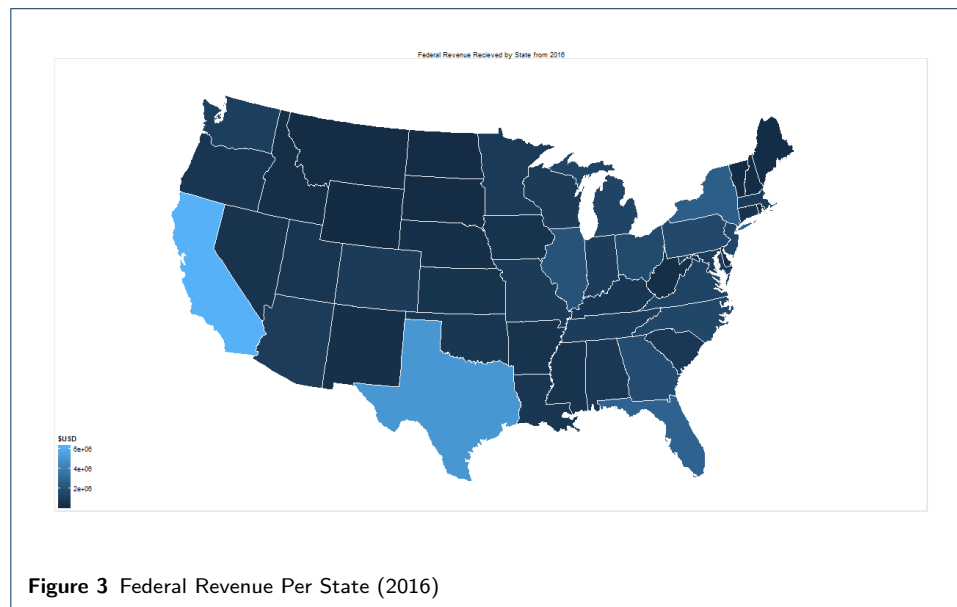 Federal Revenue Recieved by State from 2016
$USD
6e+06
4e+06
2e+06
Figure 3 Federal Revenue Per State (2016)